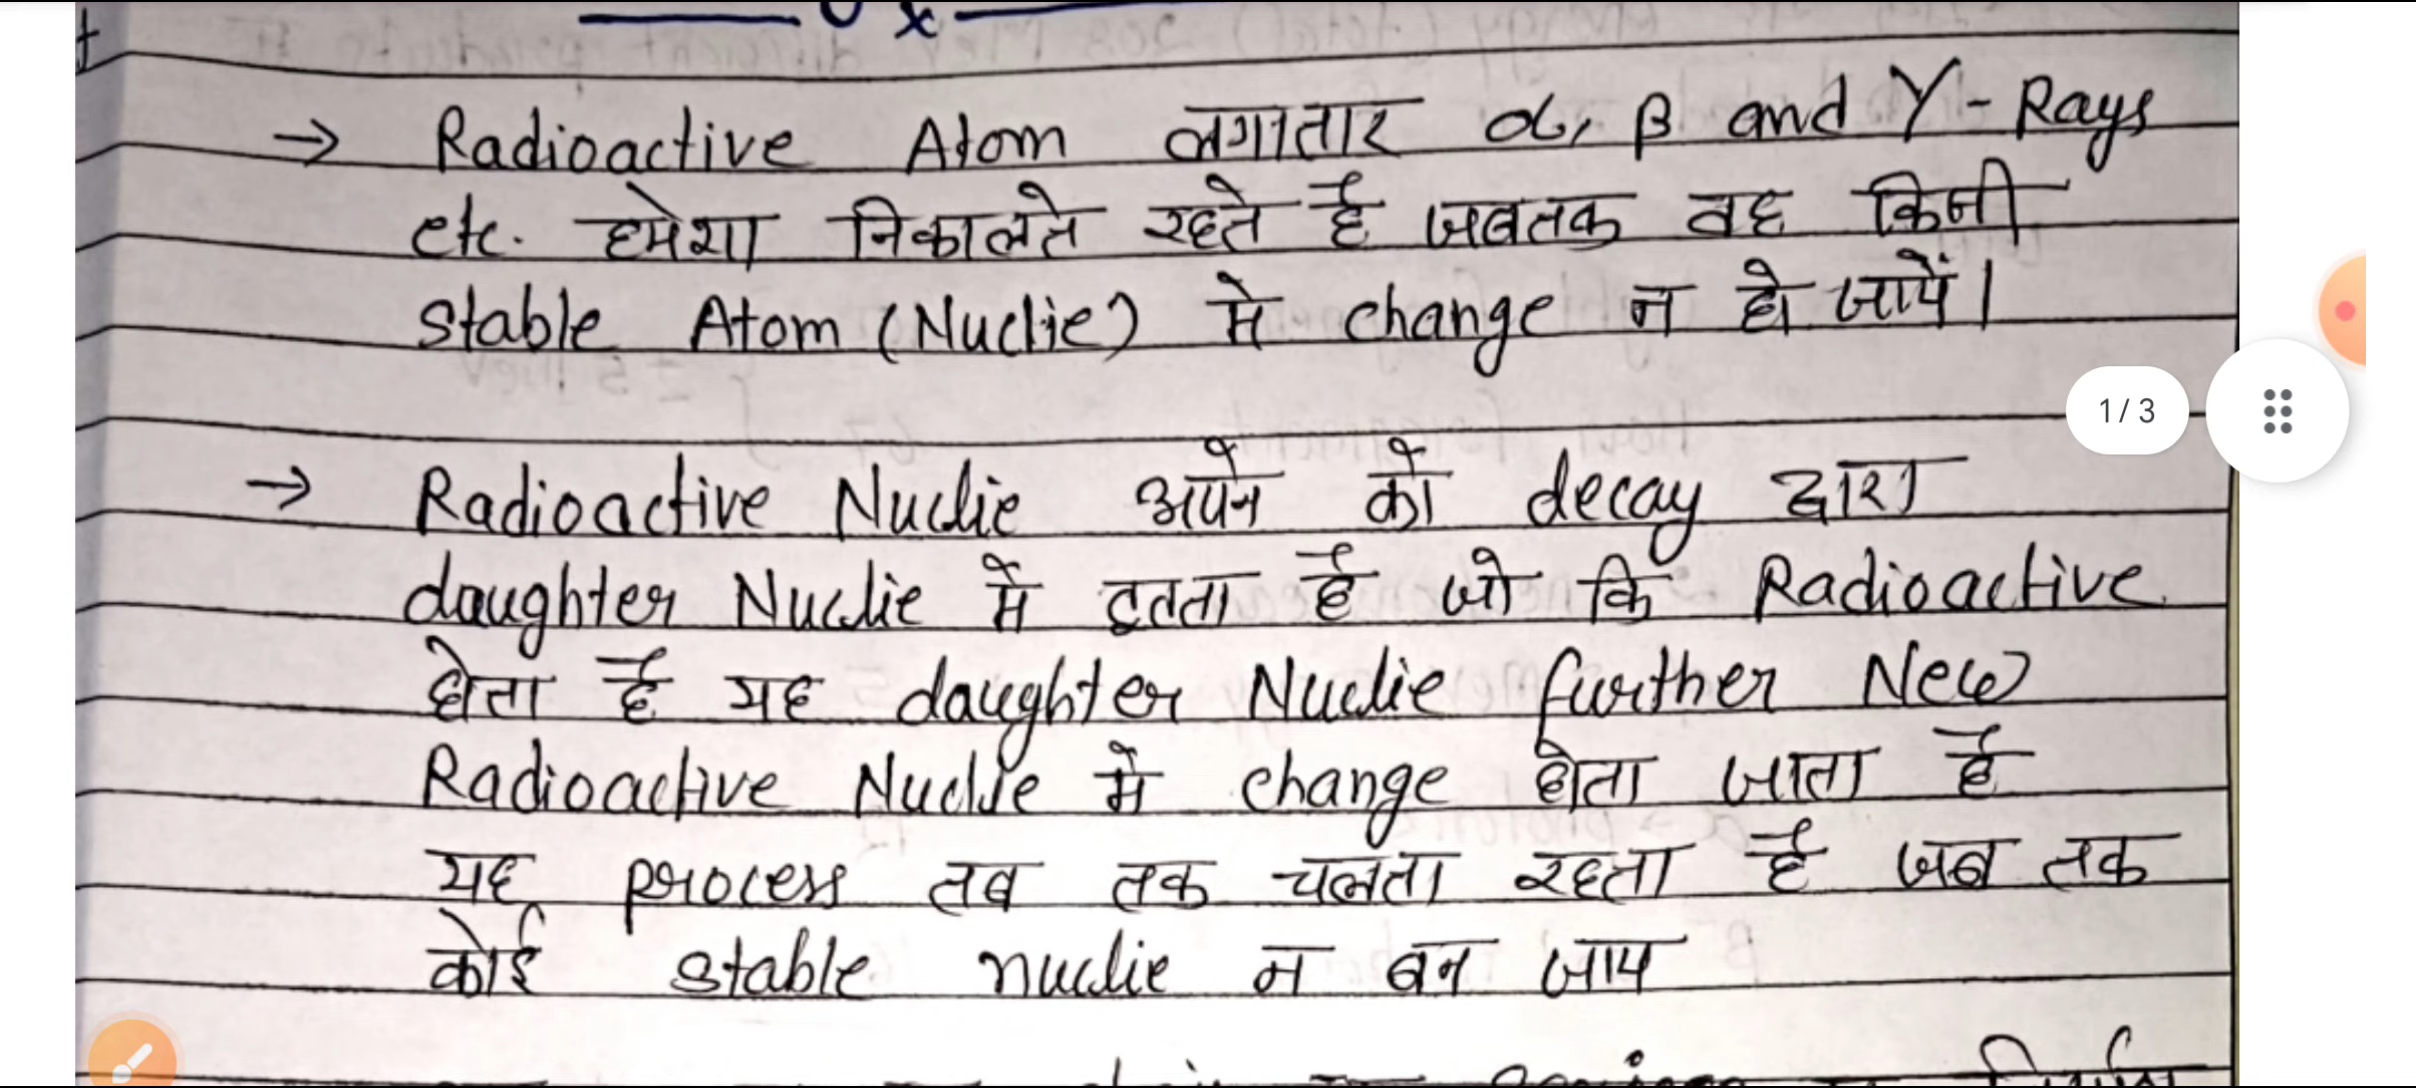 → Radioactive Atom लगातार α, β and γ-Rays
etc. हमेशा निकालते रहते है जबतक वह किसी
stable Atom (Nuclie) मे change न हो जायें।
1/3
→ Radioactive Nuclie अपने को decay द्वारा
daughter Nuclie मे टुतता है जो कि Radioactive
होता है यह daughter Nuclie further New
Radioactive Nuclie मे change होता जाता है
यह process तब तक चलता रहता है जब तक
कोई stable nuclie न बन जाय